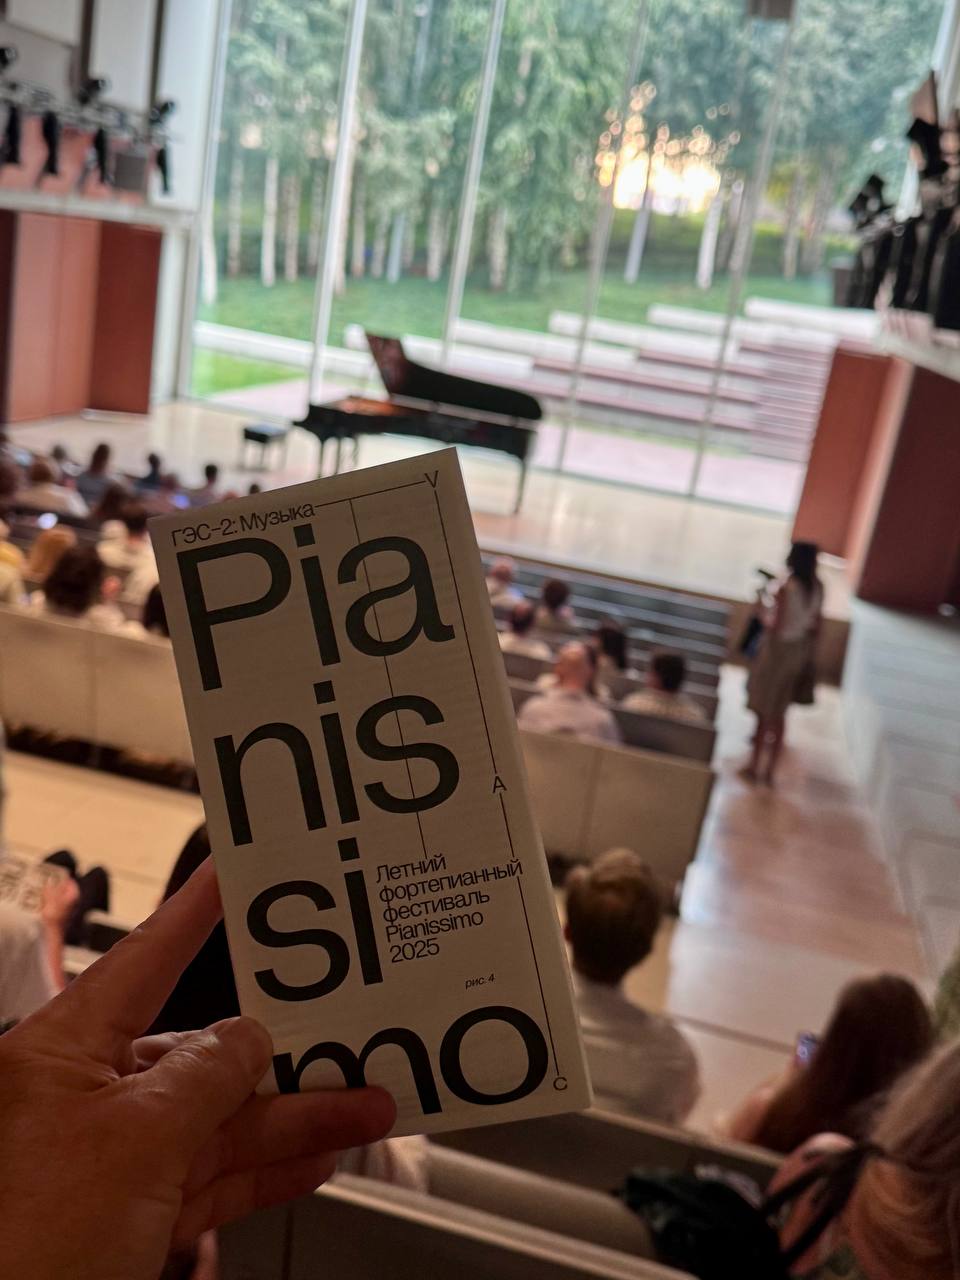 ГЭС–2: Музыка
V
Pia
nis
A
si
Летний
фортепианный
фестиваль
Pianissimo
2025
рис. 4
mo
C